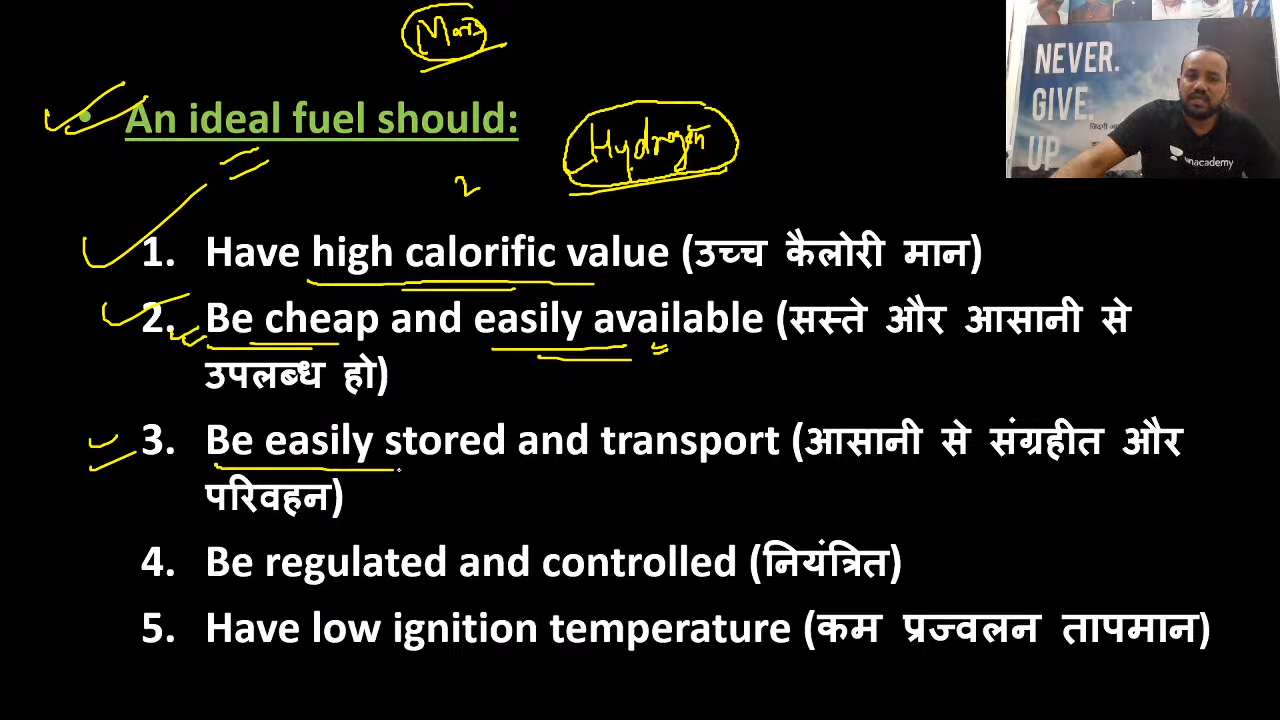 NEVER.
GIVE.
UP
unacademy
• An ideal fuel should:
Hydrogen
2
1. Have high calorific value (उच्च कैलोरी मान)
2. Be cheap and easily available (सस्ते और आसानी से
उपलब्ध हो)
3. Be easily stored and transport (आसानी से संग्रहीत और
परिवहन)
4. Be regulated and controlled (नियंत्रित)
5. Have low ignition temperature (कम प्रज्वलन तापमान)